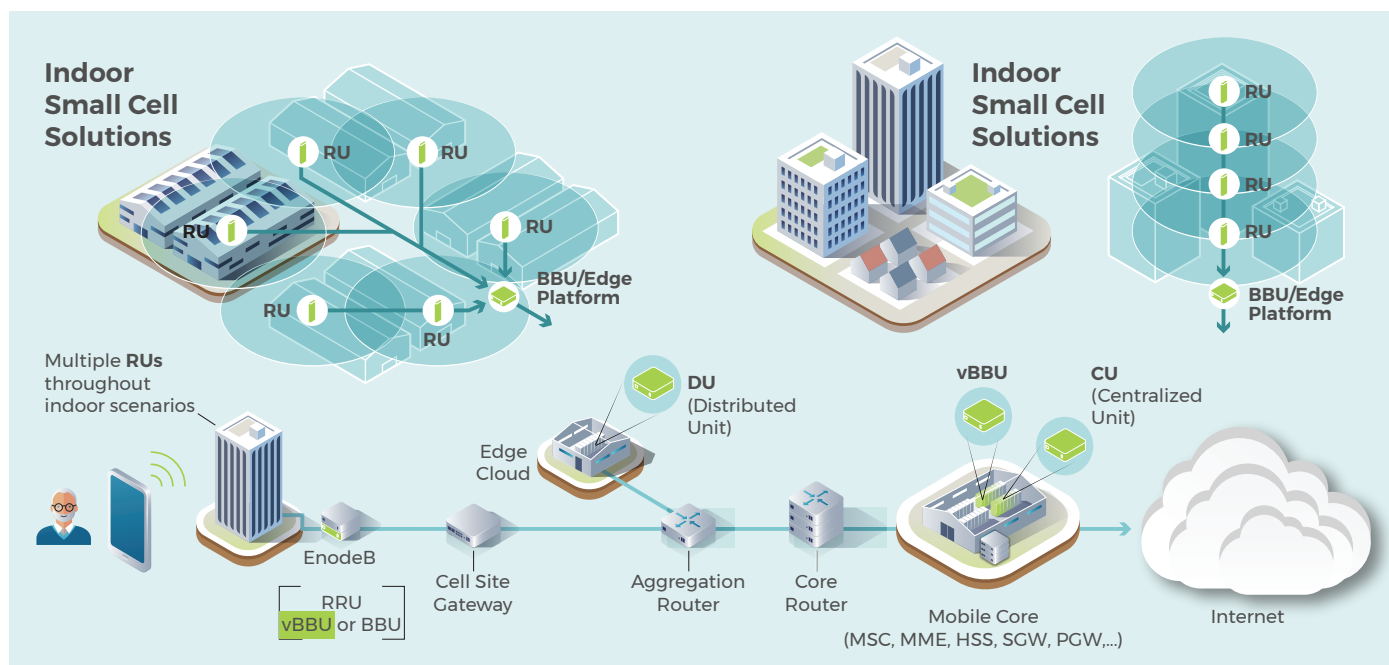 Indoor
Small Cell
Solutions
RU
RU
RU
RU
RU
RU
BBU/Edge
Platform
Indoor
Small Cell
Solutions
RU
RU
RU
RU
BBU/Edge
Platform
Multiple RUs
throughout
indoor scenarios
EnodeB
RRU
vBBU or BBU
Cell Site
Gateway
Edge
Cloud
DU
(Distributed
Unit)
Aggregation
Router
Core
Router
vBBU
CU
(Centralized
Unit)
Mobile Core
(MSC, MME, HSS, SGW, PGW,...)
Internet